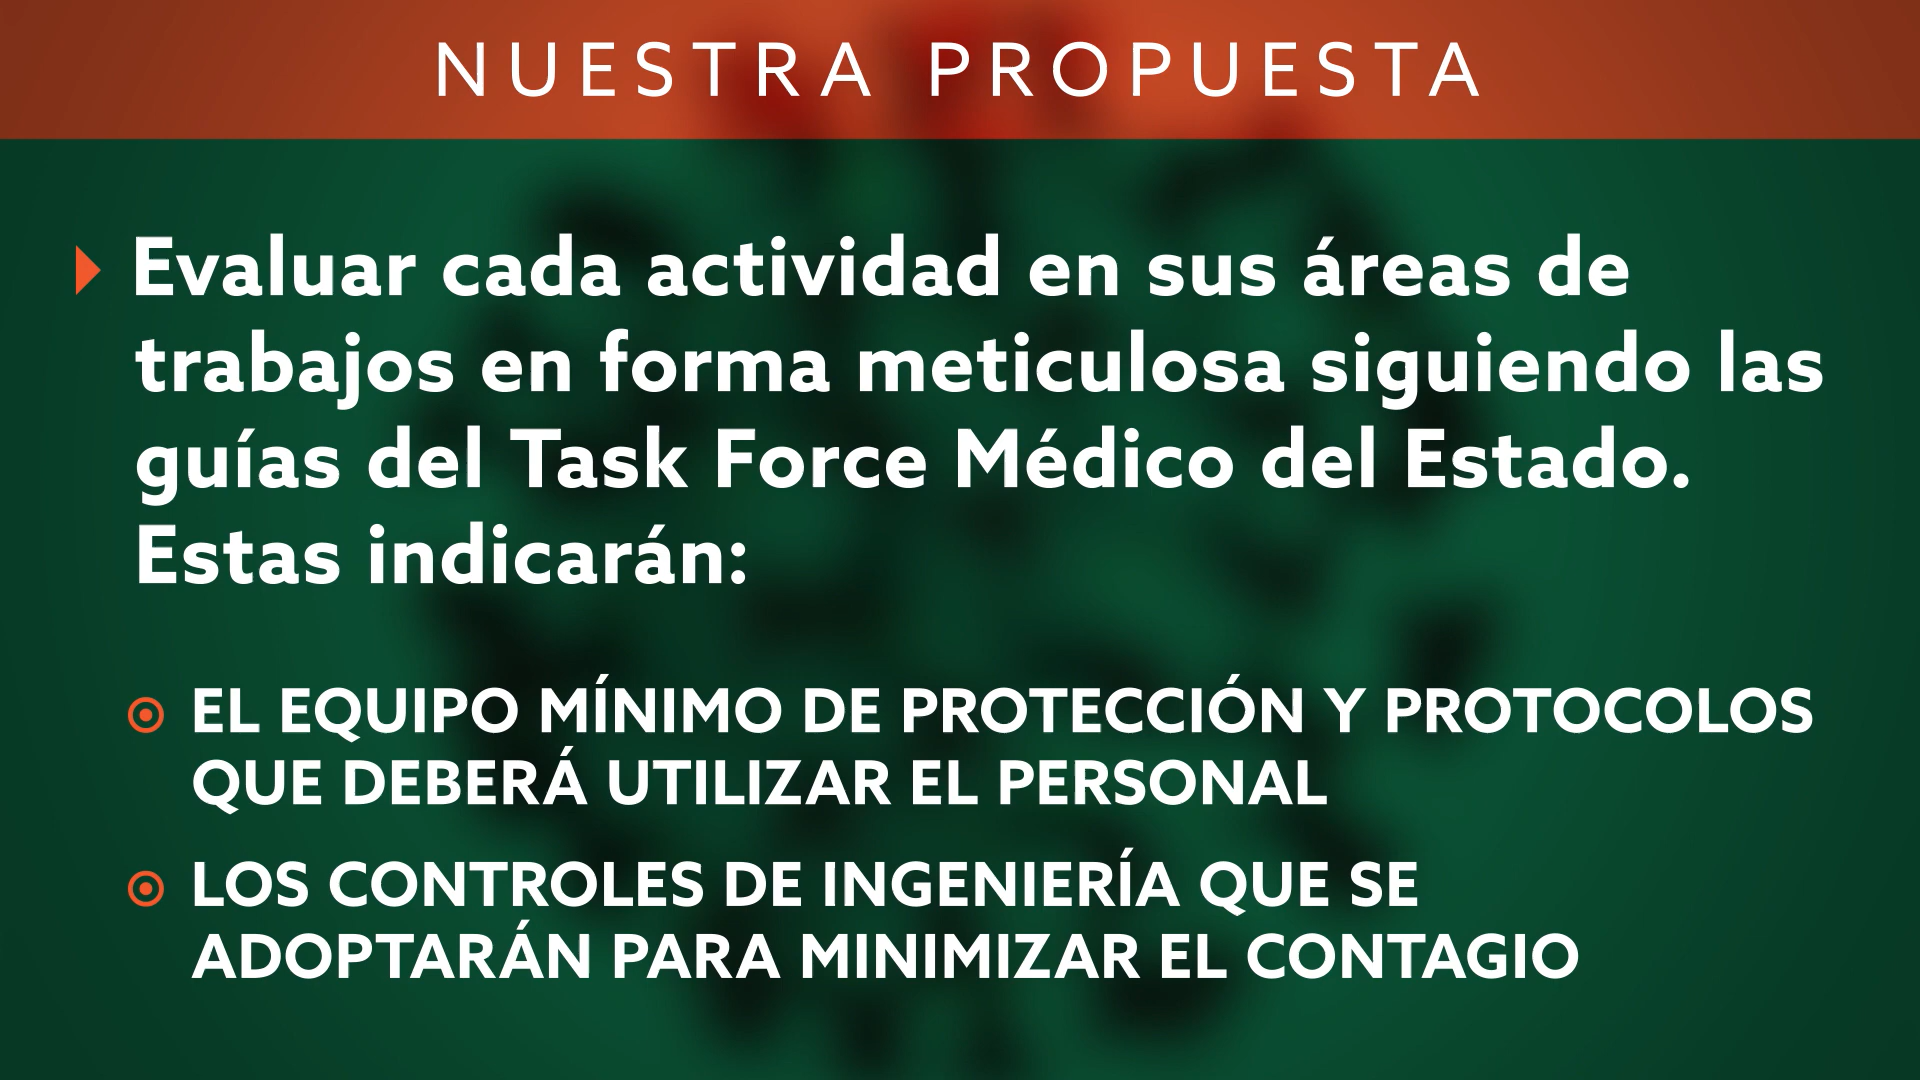 NUESTRA PROPUESTA
Evaluar cada actividad en sus áreas de
trabajos en forma meticulosa siguiendo las
guías del Task Force Médico del Estado.
Estas indicarán:
EL EQUIPO MÍNIMO DE PROTECCIÓN Y PROTOCOLOS
QUE DEBERÁ UTILIZAR EL PERSONAL
LOS CONTROLES DE INGENIERÍA QUE SE
ADOPTARÁN PARA MINIMIZAR EL CONTAGIO